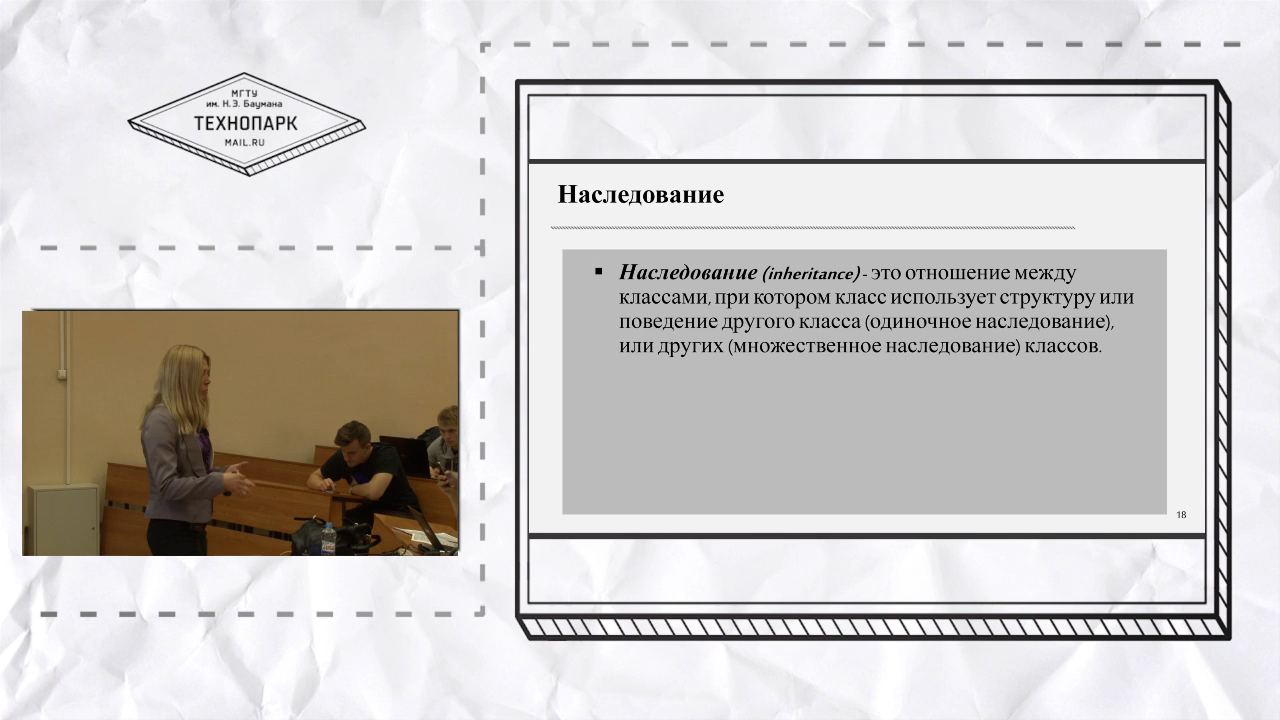 МГТУ
им. Н.Э. Баумана
ТЕХНОПАРК
MAIL.RU
Наследование
▪ Наследование (inheritance) - это отношение между
классами, при котором класс использует структуру или
поведение другого класса (одиночное наследование),
или других (множественное наследование) классов.
18